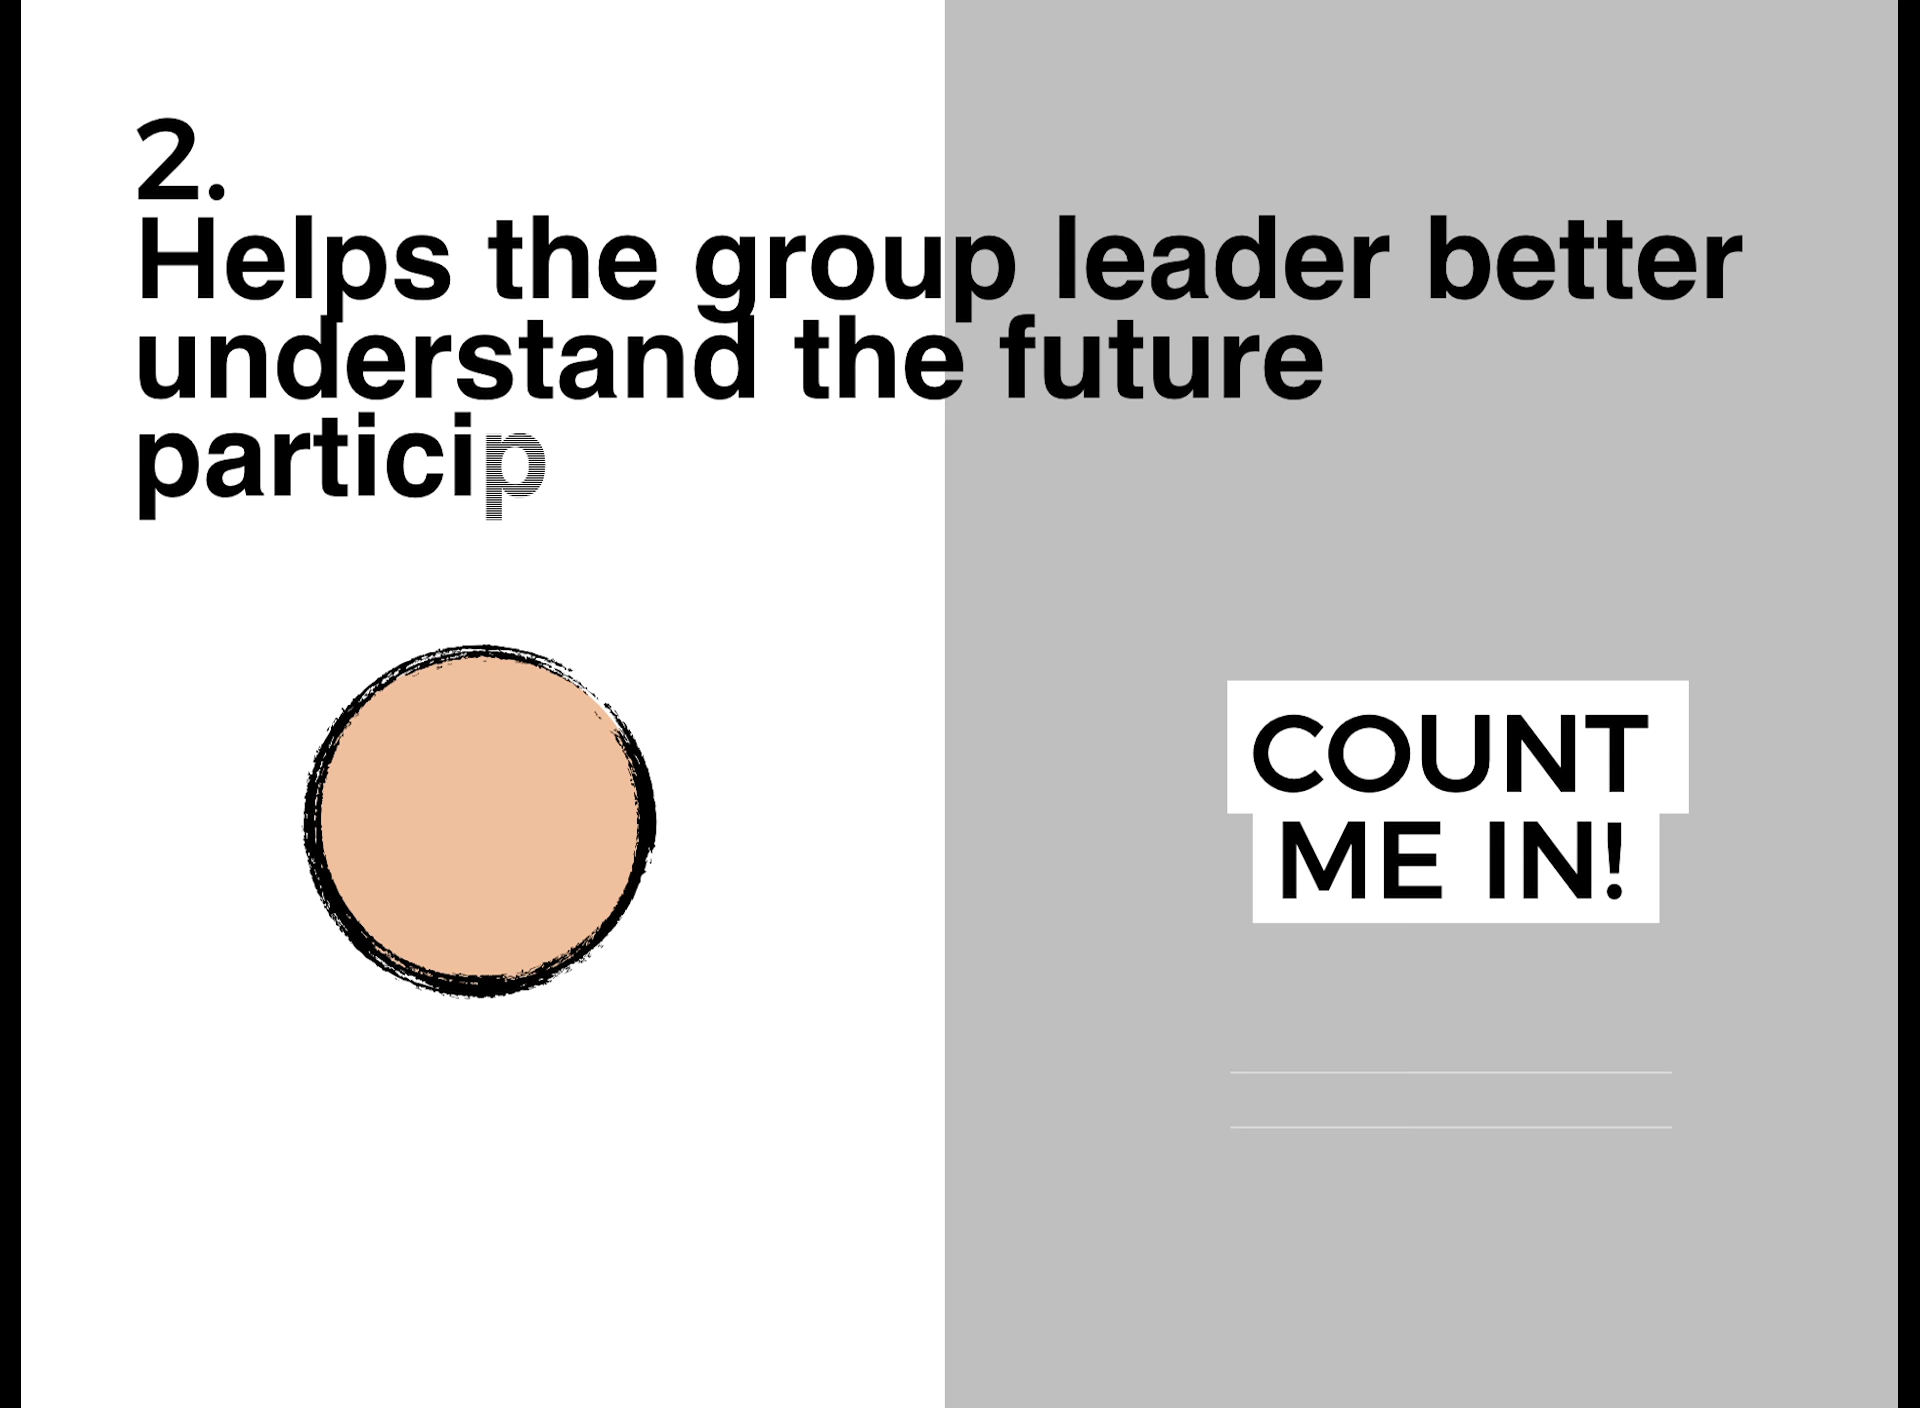 2.
Helps the group leader better
understand the future
particip
COUNT
ME IN!